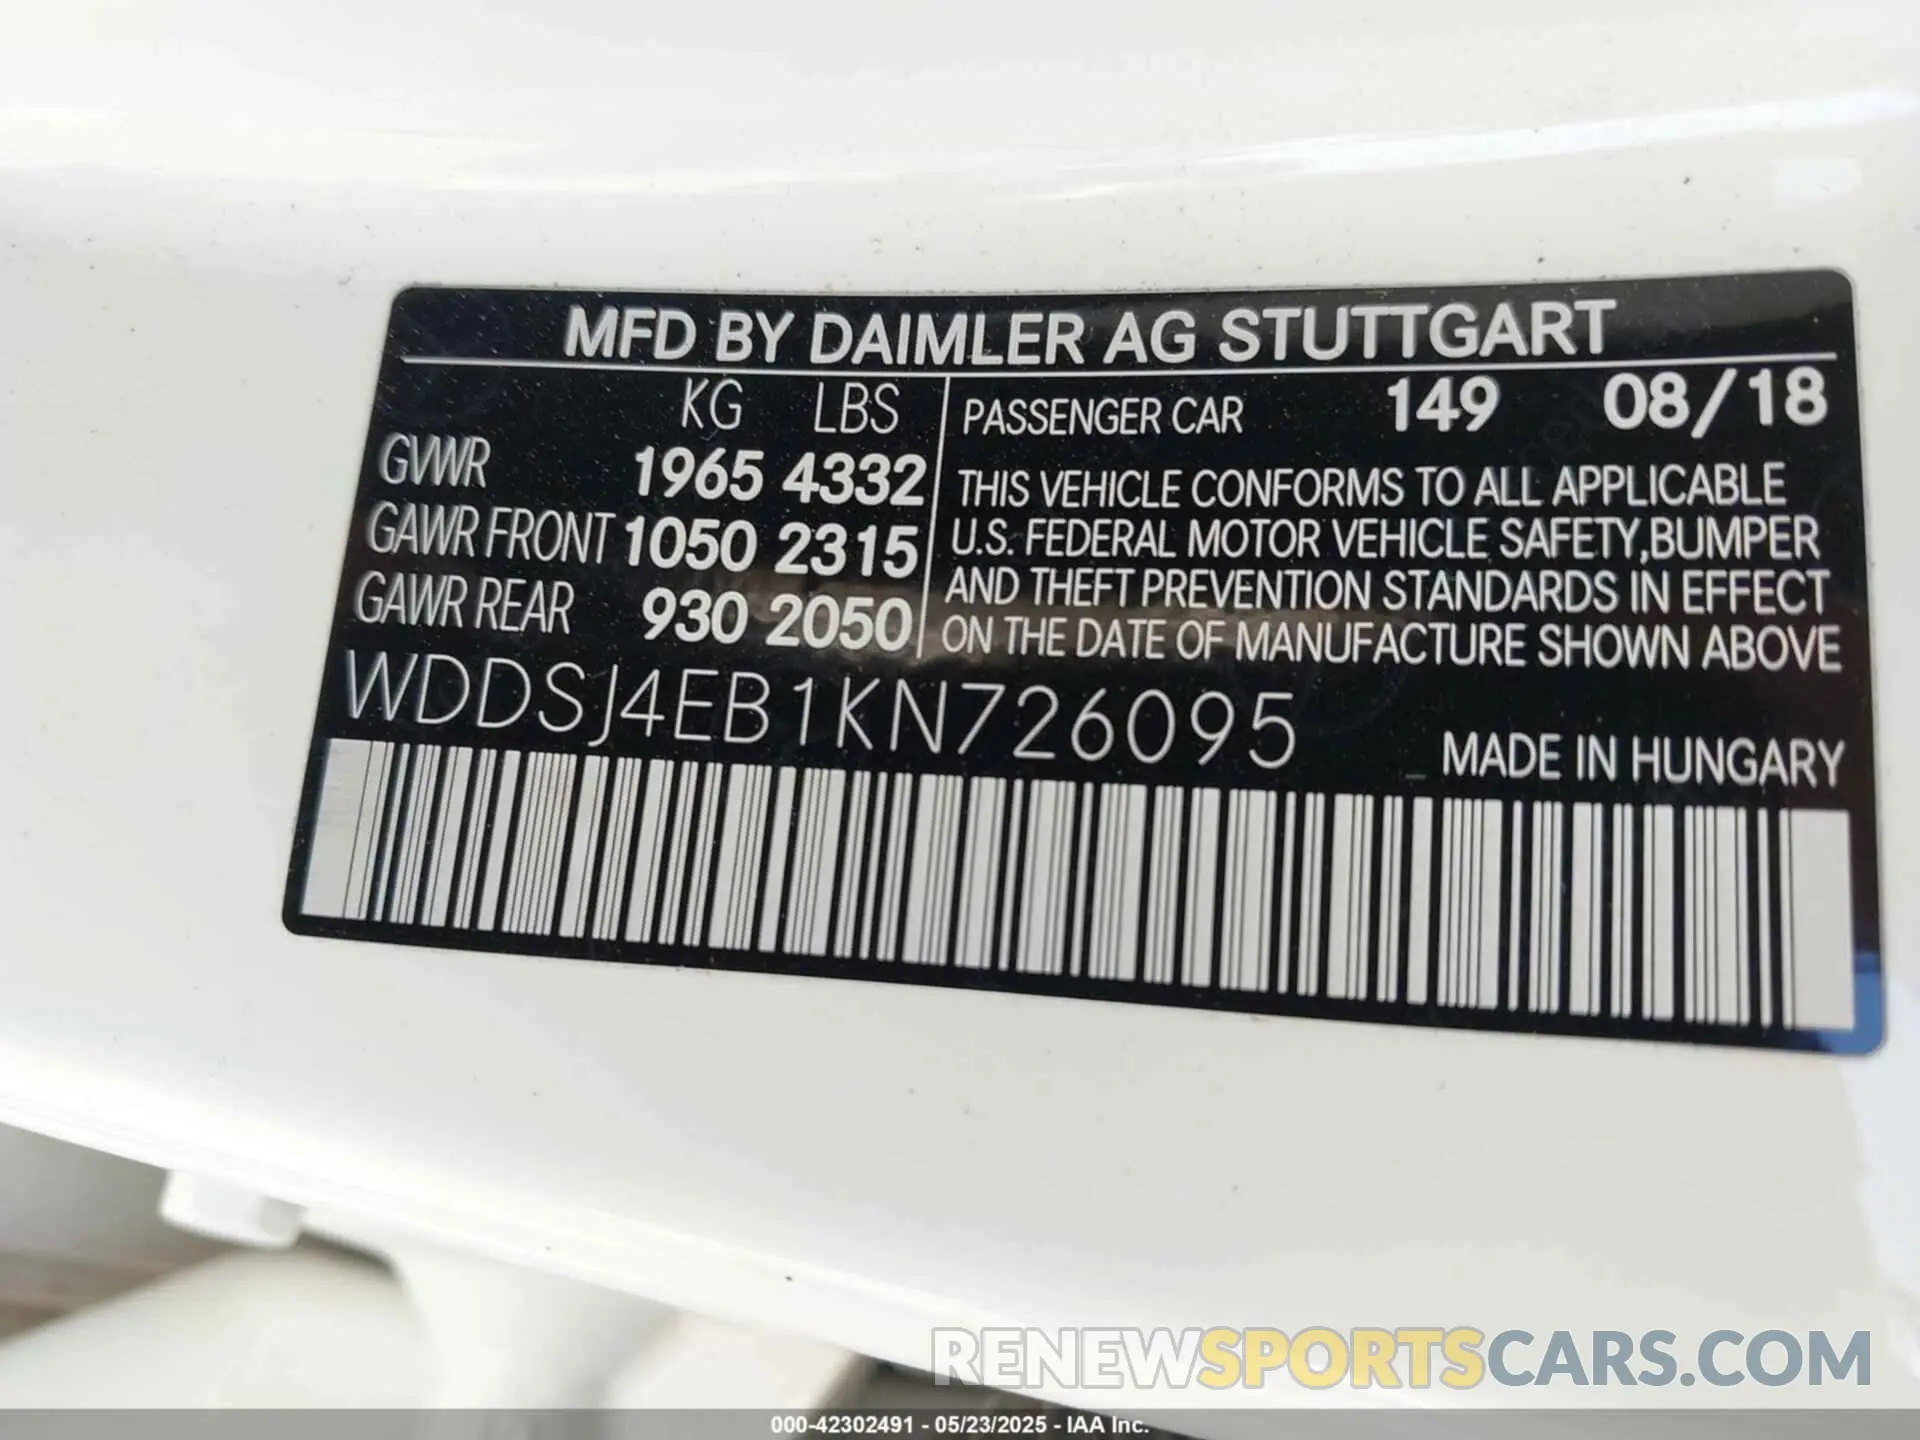 MFD BY DAIMLER AG STUTTGART
KG LBS
GVWR 1965 4332
GAWR FRONT 1050 2315
GAWR REAR 930 2050
PASSENGER CAR 149 08/18
THIS VEHICLE CONFORMS TO ALL APPLICABLE
U.S. FEDERAL MOTOR VEHICLE SAFETY,BUMPER
AND THEFT PREVENTION STANDARDS IN EFFECT
ON THE DATE OF MANUFACTURE SHOWN ABOVE
WDDSJ4EB1KN726095
_ MADE IN HUNGARY
RENEWSPORTSCARS.COM
000-42302491 - 05/23/2025 - IAA Inc.